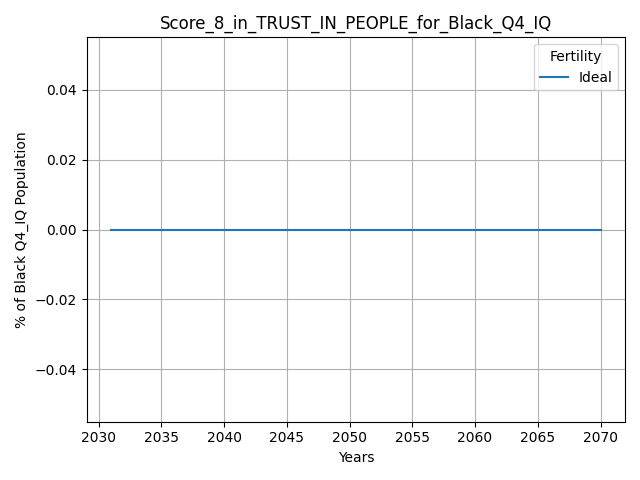 Score_8_in_TRUST_IN_PEOPLE_for_Black_Q4_IQ
Fertility
Ideal
0.04
0.02
0.00
−0.02
−0.04
% of Black Q4_IQ Population
2030 2035 2040 2045 2050 2055 2060 2065 2070
Years